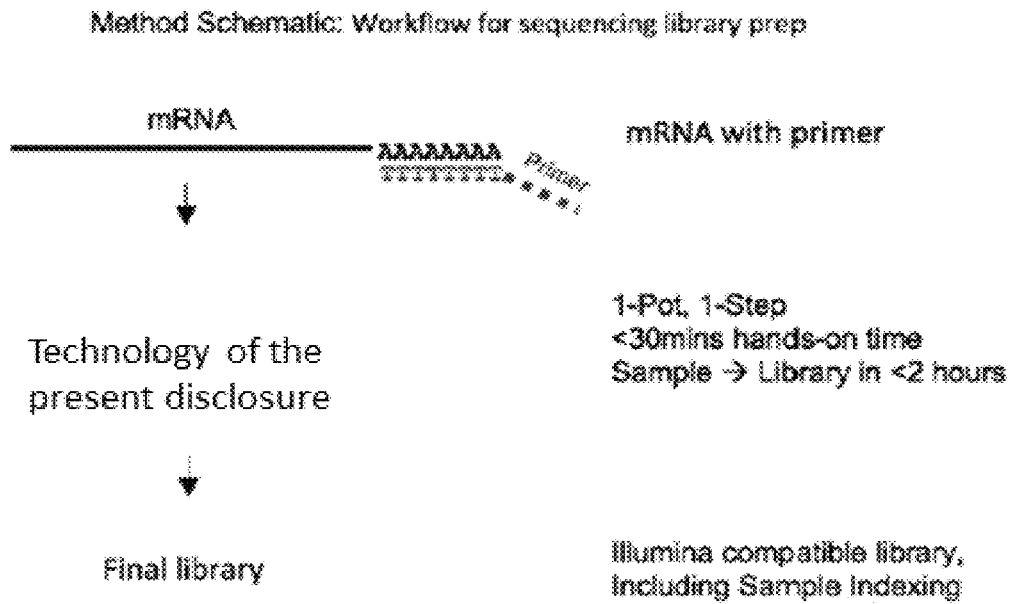 Method Schematic: Workflow for sequencing library prep
mRNA
AAAAAAAA
TTTTTTTT
Primer
mRNA with primer
Technology of the
present disclosure
1-Pot, 1-Step
<30mins hands-on time
Sample → Library in <2 hours
Final library
Illumina compatible library,
Including Sample Indexing